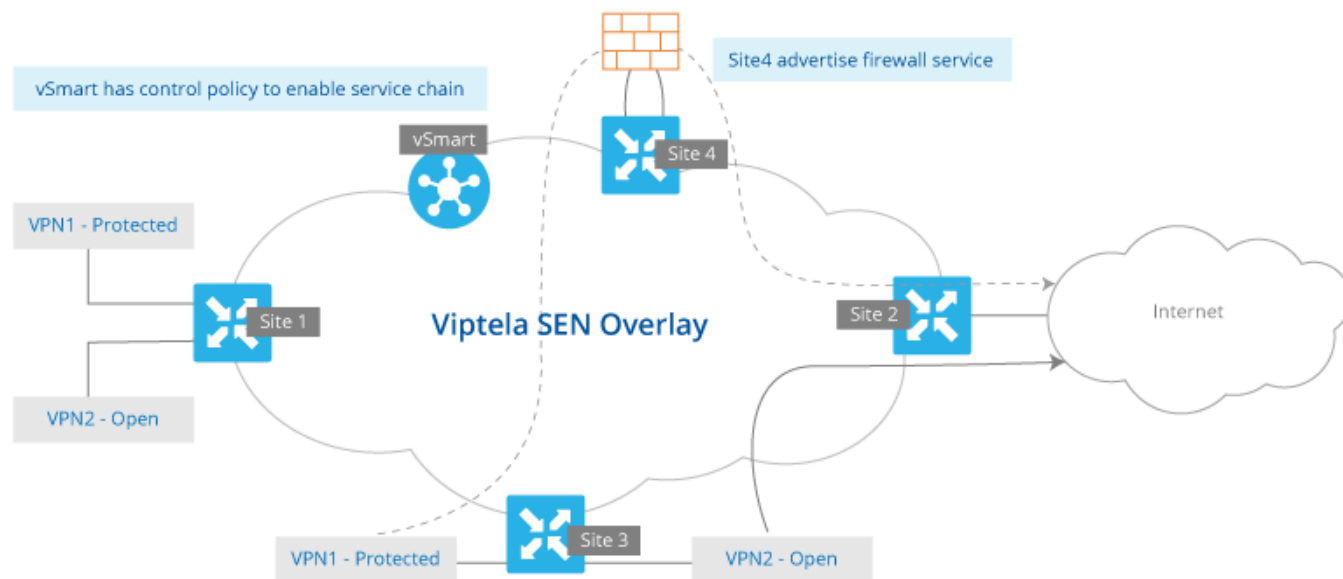 Site4 advertise firewall service
vSmart has control policy to enable service chain
vSmart
Site 4
VPN1 - Protected
Site 1
Viptela SEN Overlay
Site 2
Internet
VPN2 - Open
Site 3
VPN1 - Protected
VPN2 - Open